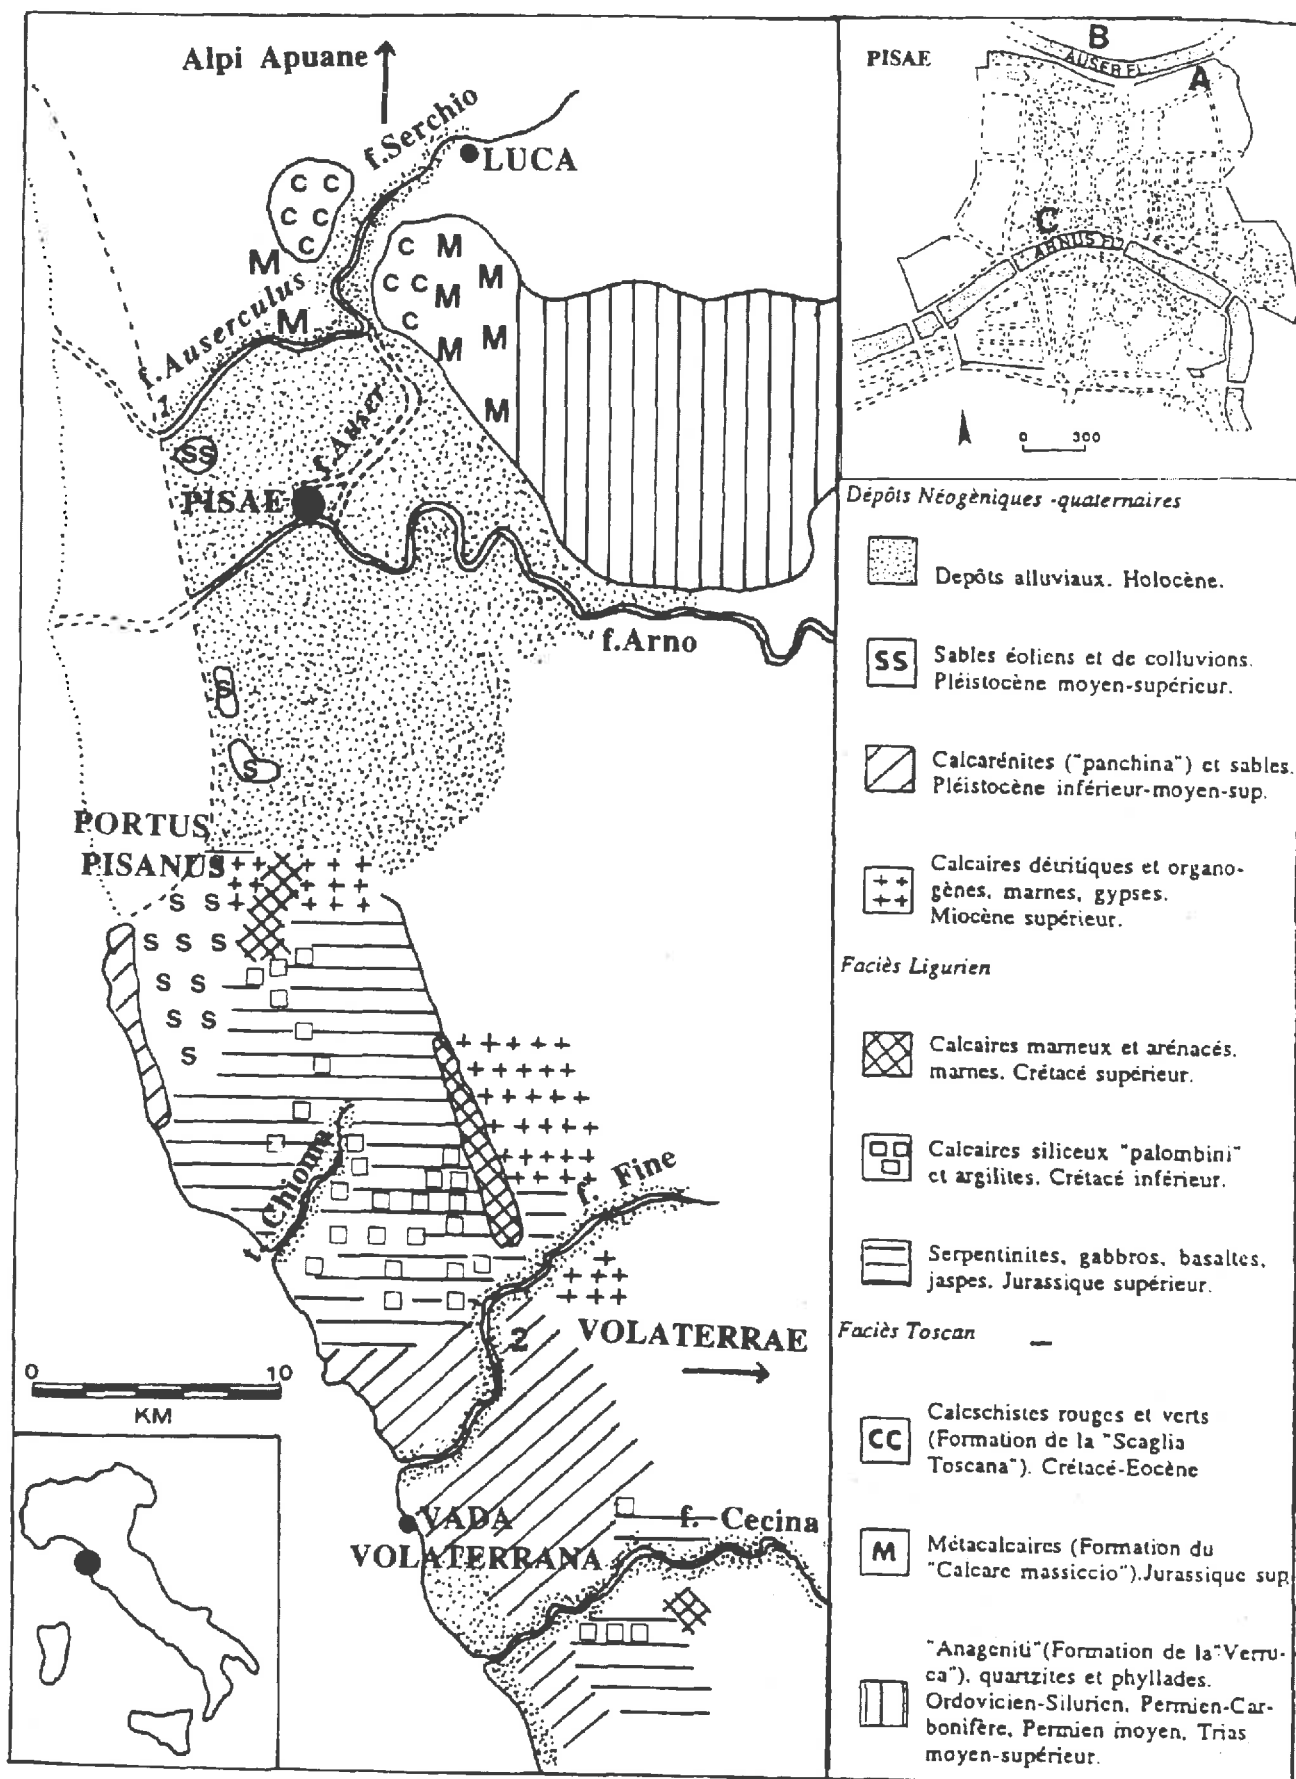 Alpi Apuane
f.Serchio
LUCA
C C
C C
C
M
C M
C C M
M
C
M M
M
f.Auserculus
M
1
SS
f.Auser
PISAE
f.Arno
S
S
PORTUS
PISANUS
S S
S S S
S S
S S
S
t. Chioma
f. Fine
2
VOLATERRAE
0 10
KM
VADA
VOLATERRANA
f. Cecina
PISAE
B
AUSER FL.
A
C
ARNUS FL.
0 300
Dépôts Néogèniques -quaternaires
Depôts alluviaux. Holocène.
SS
Sables éoliens et de colluvions.
Pléistocène moyen-supérieur.
Calcarénites ("panchina") et sables.
Pléistocène inférieur-moyen-sup.
Calcaires détritiques et organo-
gènes, marnes, gypses.
Miocène supérieur.
Faciès Ligurien
Calcaires marneux et arénacés,
marnes. Crétacé supérieur.
Calcaires siliceux "palombini"
et argilites. Crétacé inférieur.
Serpentinites, gabbros, basaltes,
jaspes. Jurassique supérieur.
Faciès Toscan
CC
Calcschistes rouges et verts
(Formation de la "Scaglia
Toscana"). Crétacé-Eocène
M
Métacalcaires (Formation du
"Calcare massiccio").Jurassique sup
"Anageniti"(Formation de la"Verru-
ca"), quartzites et phyllades.
Ordovicien-Silurien, Permien-Car-
bonifère, Permien moyen, Trias
moyen-supérieur.